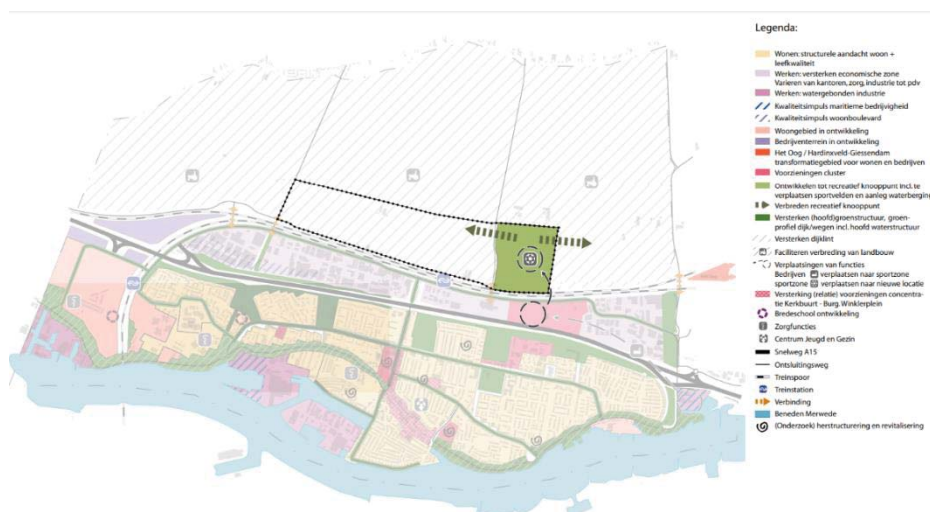 Legenda:
Wonen: structurele aandacht woon +
leefkwaliteit
Werken: versterken economische zone
Varieren van kantoren, zorg, industrie tot pdv
Werken: watergebonden industrie
Kwaliteitsimpuls maritieme bedrijvigheid
Kwaliteitsimpuls woonboulevard
Woongebied in ontwikkeling
Bedrijventerrein in ontwikkeling
Het Oog / Hardinxveld-Giessendam
transformatiegebied voor wonen en bedrijven
Voorzieningen cluster
Ontwikkelen tot recreatief knooppunt incl. te
verplaatsen sportvelden en aanleg waterberging
Verbreden recreatief knooppunt
Versterken (hoofd)groenstructuur, groen-
profiel dijk/wegen incl. hoofd waterstructuur
Versterken dijklint
Faciliteren verbreding van landbouw
Verplaatsingen van functies
Bedrijven verplaatsen naar sportzone
sportzone verplaatsen naar nieuwe locatie
Versterking (relatie) voorzieningen concentra-
tie Kerkbuurt - Burg. Winklerplein
Bredeschool ontwikkeling
Zorgfuncties
Centrum Jeugd en Gezin
Snelweg A15
Ontsluitingsweg
Treinspoor
Treinstation
Verbinding
Beneden Merwede
(Onderzoek) herstructurering en revitalisering